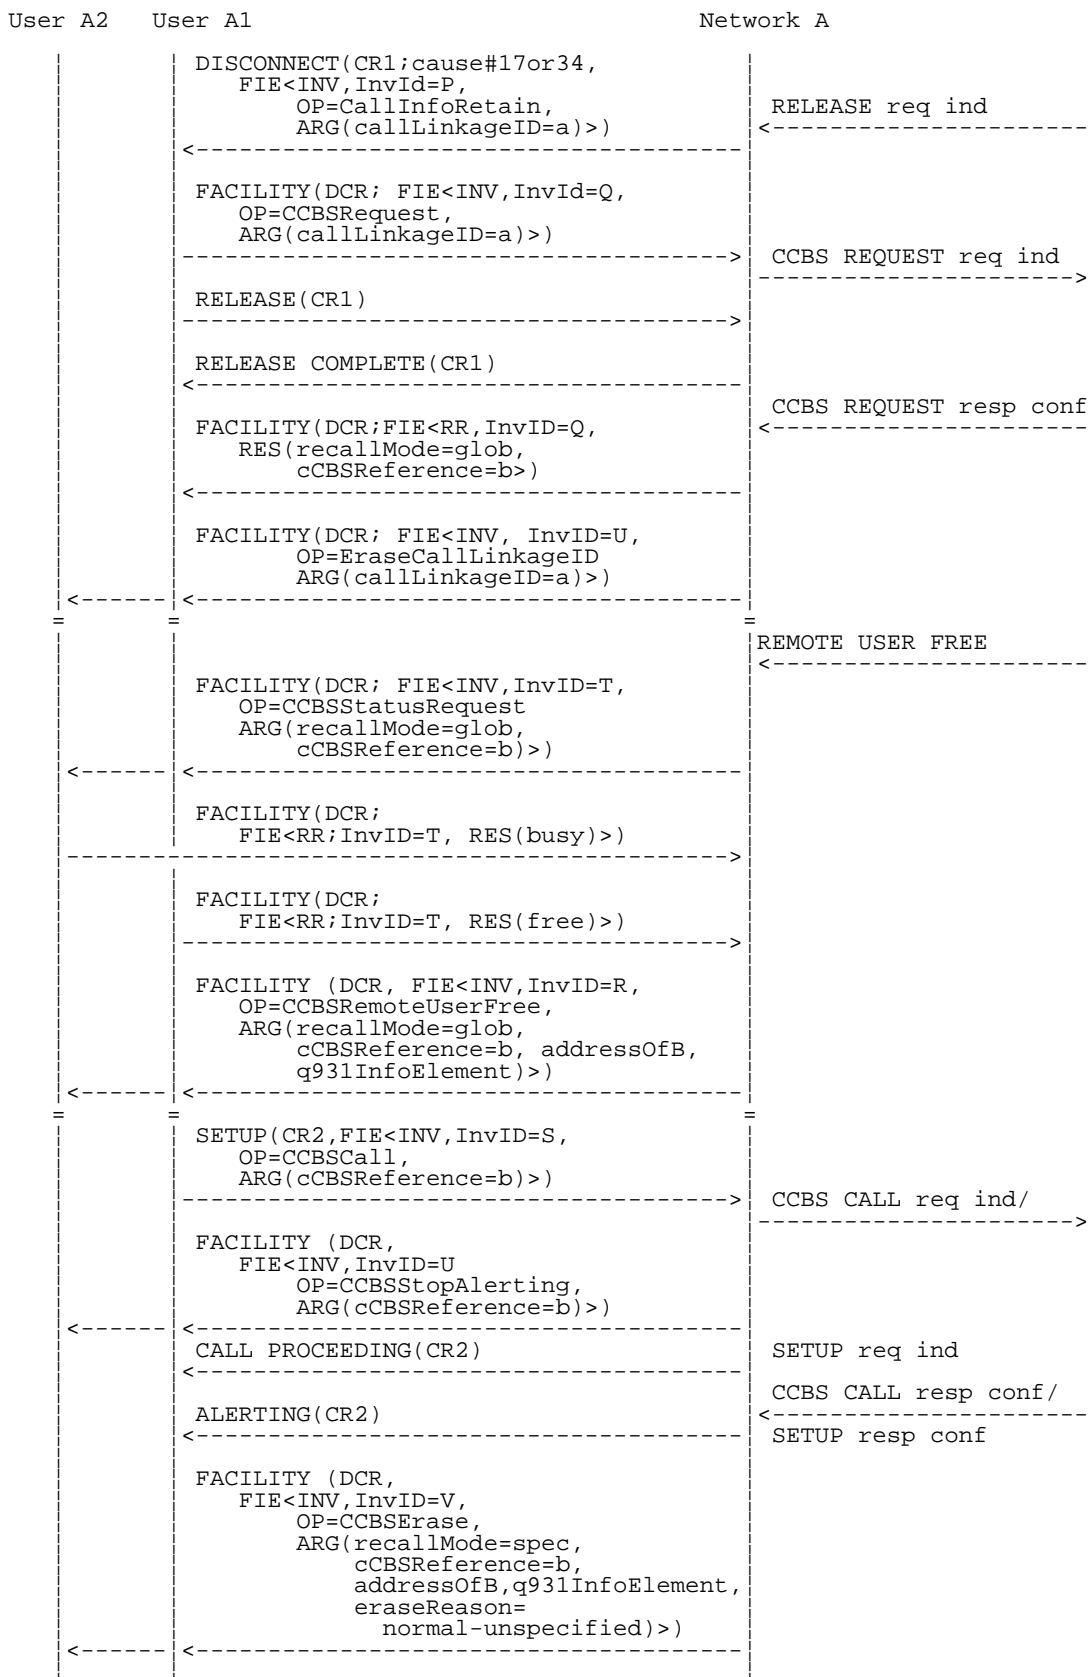 User A2 User A1 Network A
DISCONNECT(CR1;cause#17or34,
FIE<INV,InvId=P,
OP=CallInfoRetain,
RELEASE req ind
ARG(callLinkageID=a)>)
FACILITY(DCR; FIE<INV,InvId=Q,
OP=CCBSRequest,
ARG(callLinkageID=a)>)
CCBS REQUEST req ind
RELEASE(CR1)
RELEASE COMPLETE(CR1)
CCBS REQUEST resp conf
FACILITY(DCR;FIE<RR,InvID=Q,
RES(recallMode=glob,
cCBSReference=b>)
FACILITY(DCR; FIE<INV, InvID=U,
OP=EraseCallLinkageID
ARG(callLinkageID=a)>)
REMOTE USER FREE
FACILITY(DCR; FIE<INV,InvID=T,
OP=CCBSStatusRequest
ARG(recallMode=glob,
cCBSReference=b)>)
FACILITY(DCR;
FIE<RR;InvID=T, RES(busy)>)
FACILITY(DCR;
FIE<RR;InvID=T, RES(free)>)
FACILITY (DCR, FIE<INV,InvID=R,
OP=CCBSRemoteUserFree,
ARG(recallMode=glob,
cCBSReference=b, addressOfB,
q931InfoElement)>)
SETUP(CR2,FIE<INV,InvID=S,
OP=CCBSCall,
ARG(cCBSReference=b)>)
CCBS CALL req ind/
FACILITY (DCR,
FIE<INV,InvID=U
OP=CCBSStopAlerting,
ARG(cCBSReference=b)>)
CALL PROCEEDING(CR2)
SETUP req ind
CCBS CALL resp conf/
ALERTING(CR2)
SETUP resp conf
FACILITY (DCR,
FIE<INV,InvID=V,
OP=CCBSErase,
ARG(recallMode=spec,
cCBSReference=b,
addressOfB,q931InfoElement,
eraseReason=
normal-unspecified)>)